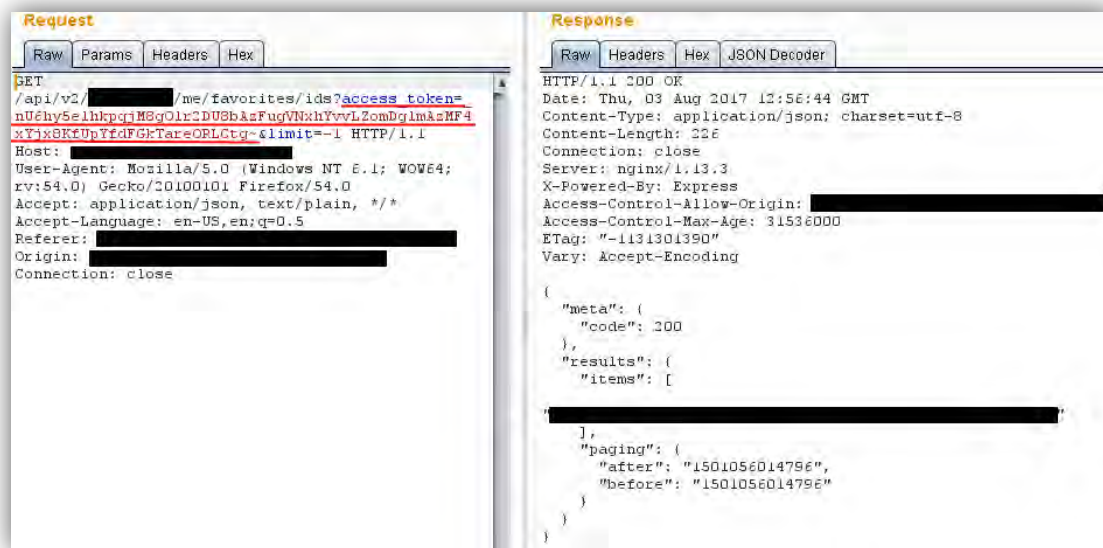 Request
Raw Params Headers Hex
GET
/api/v2/ /me/favorites/ids?access_token=
HTTP/1.1
&limit=-1 HTTP/1.1
Host:
User-Agent: Mozilla/5.0 (Windows NT 6.1; WOW64;
rv:54.0) Gecko/20100101 Firefox/54.0
Accept: application/json, text/plain, */*
Accept-Language: en-US,en;q=0.5
Referer:
Origin:
Connection: close
Response
Raw Headers Hex JSON Decoder
HTTP/1.1 200 OK
Date: Thu, 03 Aug 2017 12:56:44 GMT
Content-Type: application/json; charset=utf-8
Content-Length: 226
Connection: close
Server: nginx/1.13.3
X-Powered-By: Express
Access-Control-Allow-Origin:
Access-Control-Max-Age: 31536000
ETag: "-1131301390"
Vary: Accept-Encoding
{
"meta": {
"code": 200
},
"results": {
"items": [
" "
],
"paging": {
"after": "1501056014796",
"before": "1501056014796"
}
}
}